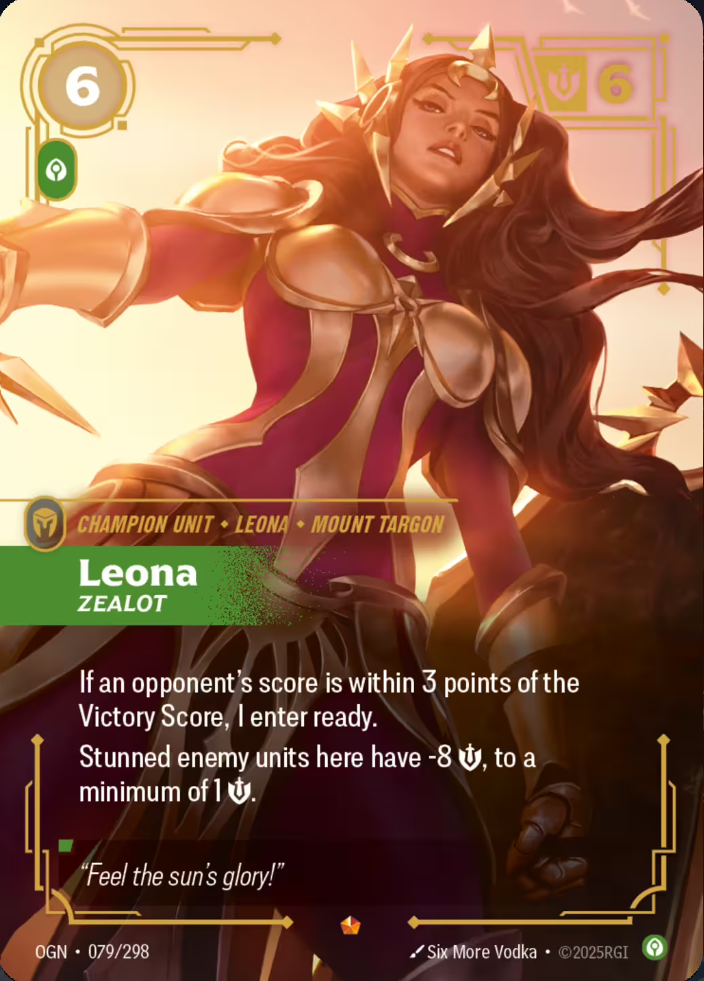 6
6
CHAMPION UNIT • LEONA • MOUNT TARGON
Leona
ZEALOT
If an opponent’s score is within 3 points of the
Victory Score, I enter ready.
Stunned enemy units here have -8 , to a
minimum of 1 .
“Feel the sun’s glory!”
OGN • 079/298
Six More Vodka • ©2025RGI